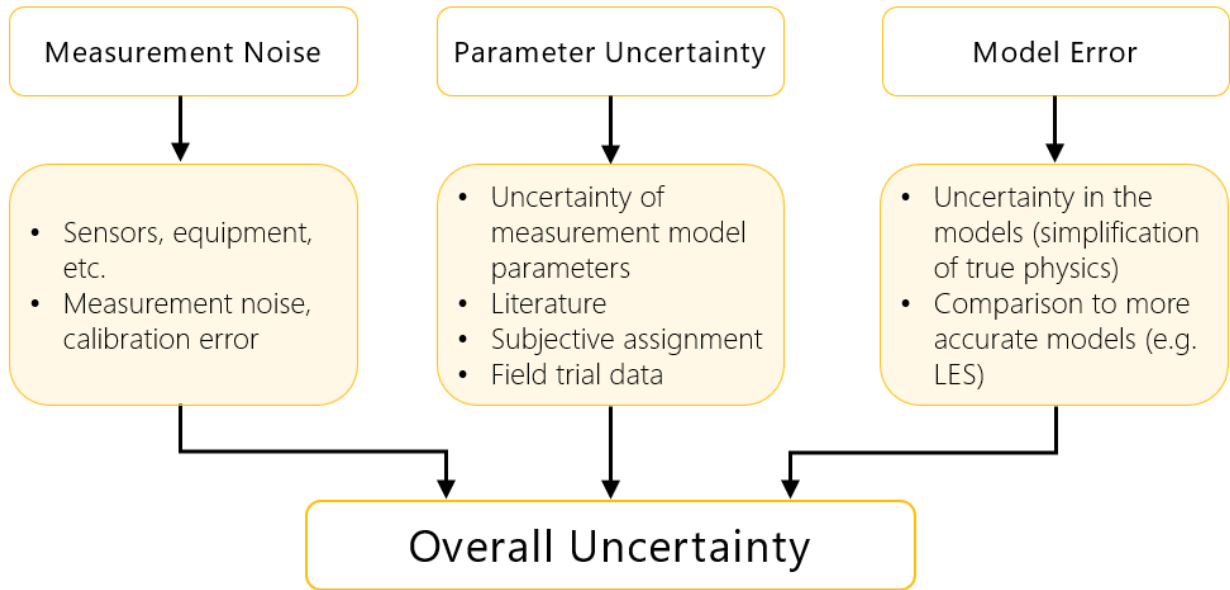 Measurement Noise
Parameter Uncertainty
Model Error
• Sensors, equipment,
etc.
• Measurement noise,
calibration error
• Uncertainty of
measurement model
parameters
• Literature
• Subjective assignment
• Field trial data
• Uncertainty in the
models (simplification
of true physics)
• Comparison to more
accurate models (e.g.
LES)
Overall Uncertainty